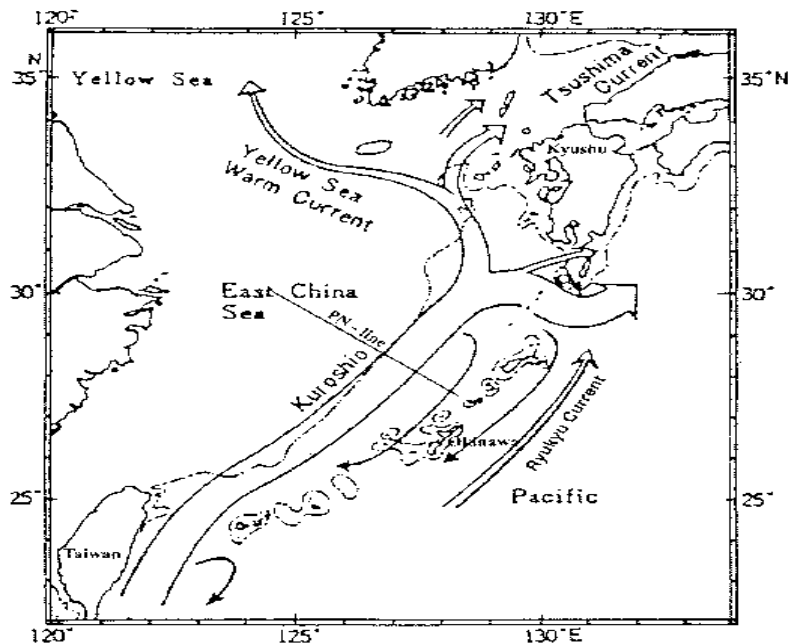 120°
125°
130°E
N
35°
Yellow Sea
Tsushima
Current
35°N
Kyushu
Yellow Sea
Warm Current
30°
East China
Sea
PN-line
30°
Kuroshio
Ryukyu Current
25°
Pacific
25°
Taiwan
120°
125°
130°E